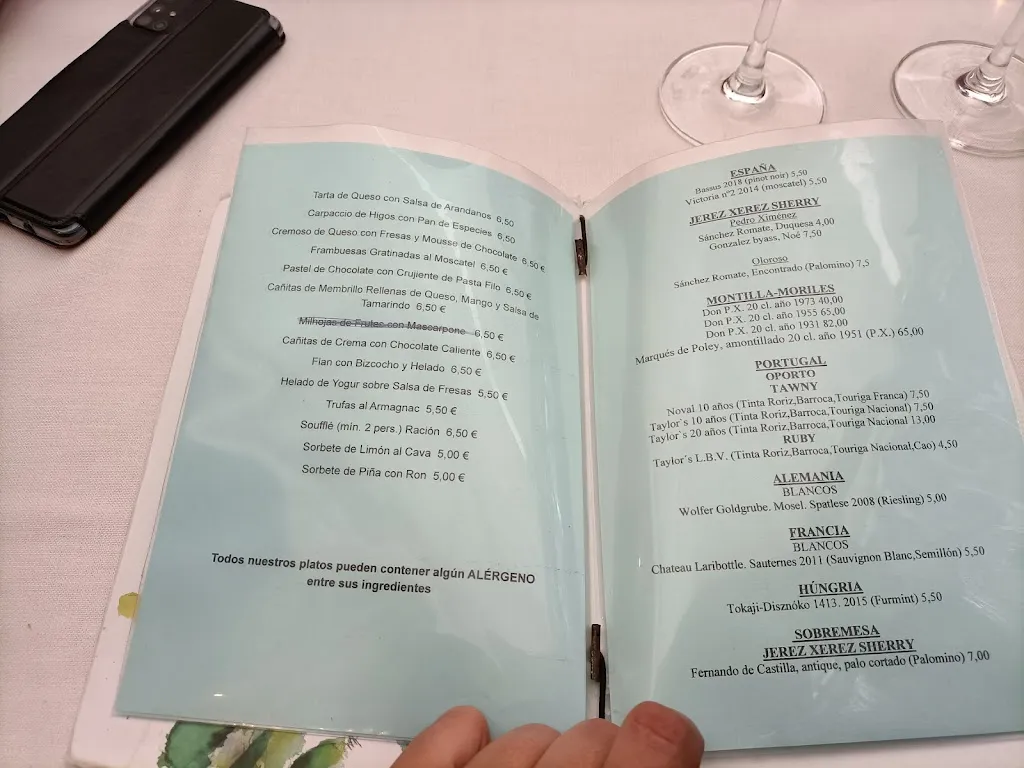 Tarta de Queso con Salsa de Arandanos 6,50
Carpaccio de Higos con Pan de Especies 6,50
Cremoso de Queso con Fresas y Mousse de Chocolate 6,50 €
Frambuesas Gratinadas al Moscatel 6,50 €
Pastel de Chocolate con Crujiente de Pasta Filo 6,50 €
Cañitas de Membrillo Rellenas de Queso, Mango y Salsa de
Tamarindo 6,50 €
Milhojas de Frutes con Mascarpone 6,50 €
Cañitas de Crema con Chocolate Caliente 6,50 €
Flan con Bizcocho y Helado 6,50 €
Helado de Yogur sobre Salsa de Fresas 5,50 €
Trufas al Armagnac 5,50 €
Soufflé (mín. 2 pers.) Ración 6,50 €
Sorbete de Limón al Cava 5,00 €
Sorbete de Piña con Ron 5,00 €
Todos nuestros platos pueden contener algún ALÉRGENO
entre sus ingredientes
ESPAÑA
Bassus 2018 (pinot noir) 5,50
Victoria nº2 2014 (moscatel) 5,50
JEREZ XEREZ SHERRY
Pedro Ximénez
Sánchez Romate, Duquesa 4,00
Gonzalez byass, Noé 7,50
Oloroso
Sánchez Romate, Encontrado (Palomino) 7,5
MONTILLA-MORILES
Don P.X. 20 cl. año 1973 40,00
Don P.X. 20 cl. año 1955 65,00
Don P.X. 20 cl. año 1931 82,00
Marqués de Poley, amontillado 20 cl. año 1951 (P.X.) 65,00
PORTUGAL
OPORTO
TAWNY
Noval 10 años (Tinta Roriz,Barroca,Touriga Franca) 7,50
Taylor´s 10 años (Tinta Roriz,Barroca,Touriga Nacional) 7,50
Taylor´s 20 años (Tinta Roriz,Barroca,Touriga Nacional) 13,00
RUBY
Taylor´s L.B.V. (Tinta Roriz,Barroca,Touriga Nacional,Cao) 4,50
ALEMANIA
BLANCOS
Wolfer Goldgrube. Mosel. Spatlese 2008 (Riesling) 5,00
FRANCIA
BLANCOS
Chateau Laribottle. Sauternes 2011 (Sauvignon Blanc,Semillón) 5,50
HÚNGRIA
Tokaji-Disznóko 1413. 2015 (Furmint) 5,50
SOBREMESA
JEREZ XEREZ SHERRY
Fernando de Castilla, antique, palo cortado (Palomino) 7,00